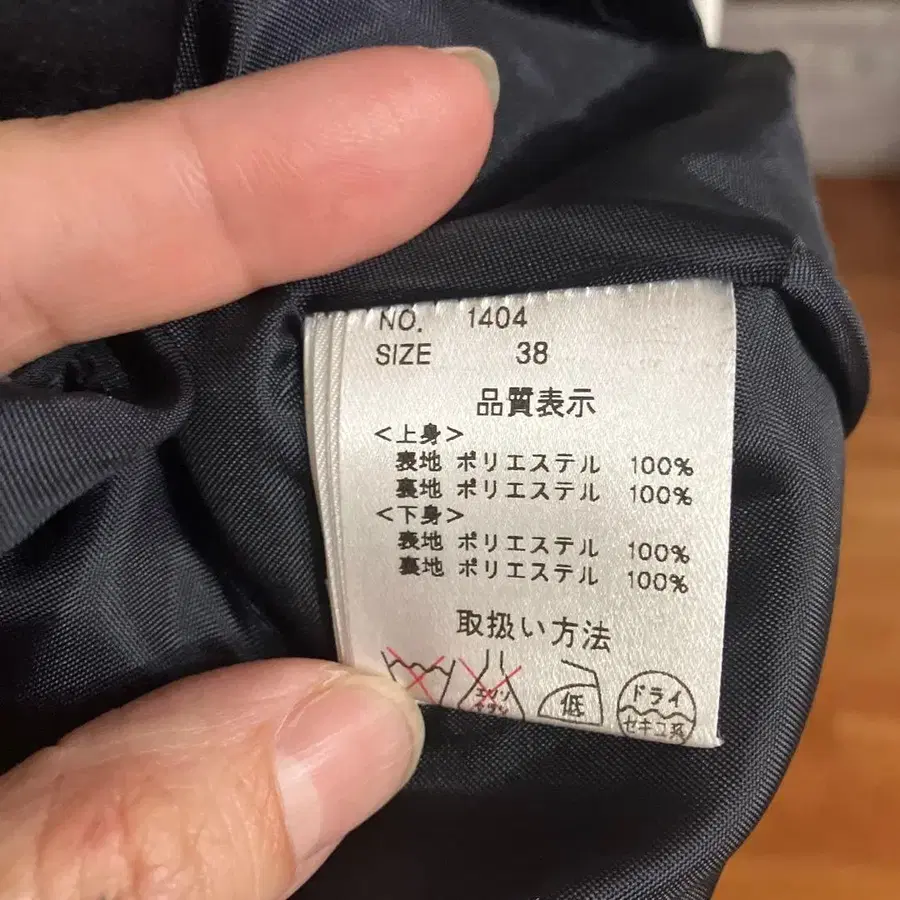 NO. 1404
SIZE 38
品質表示
<上身>
表地 ポリエステル 100%
裏地 ポリエステル 100%
<下身>
表地 ポリエステル 100%
裏地 ポリエステル 100%
取扱い方法
エンソ
低
ドライ
セキユ系